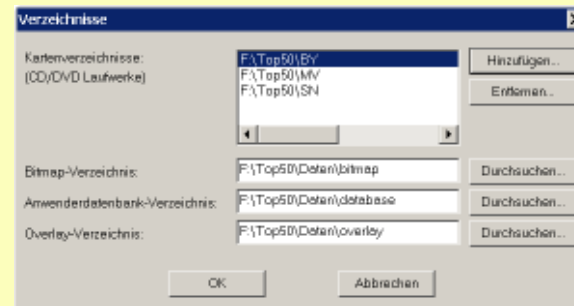 Verzeichnisse
Kartenverzeichnisse:
(CD/DVD Laufwerke)
F:\Top50\BY
F:\Top50\MV
F:\Top50\SN
Hinzufügen...
Entfernen...
Bitmap-Verzeichnis:
F:\Top50\Daten\bitmap
Durchsuchen...
Anwenderdatenbank-Verzeichnis:
F:\Top50\Daten\database
Durchsuchen...
Overlay-Verzeichnis:
F:\Top50\Daten\overlay
Durchsuchen...
OK
Abbrechen